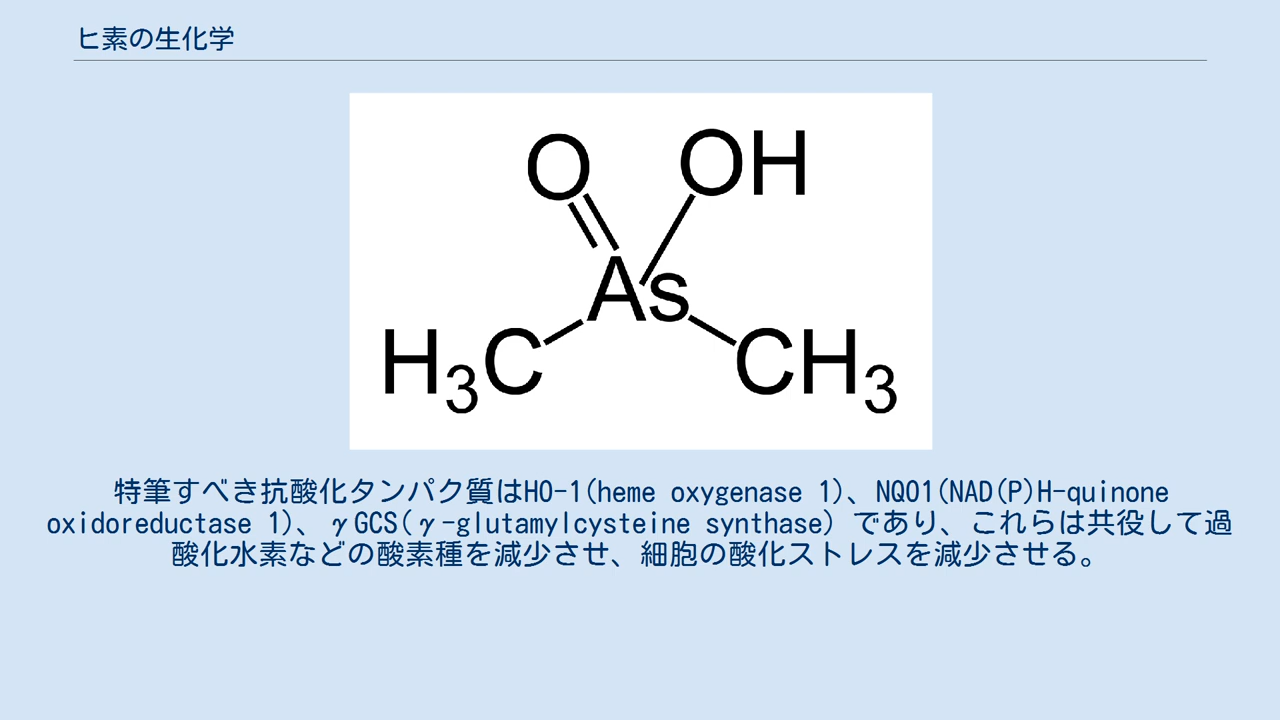 ヒ素の生化学
O OH
As
H3C CH3
特筆すべき抗酸化タンパク質はHO-1(heme oxygenase 1)、NQO1(NAD(P)H-quinone
oxidoreductase 1)、γGCS(γ-glutamylcysteine synthase) であり、これらは共役して過
酸化水素などの酸素種を減少させ、細胞の酸化ストレスを減少させる。